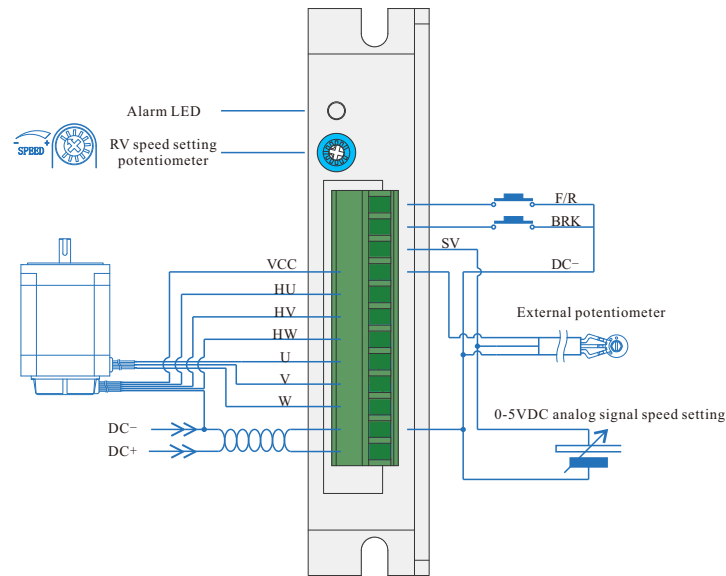 Alarm LED
- SPEED +
RV speed setting
potentiometer
F/R
BRK
SV
VCC
DC−
HU
HV
External potentiometer
HW
U
V
W
0-5VDC analog signal speed setting
DC−
DC+